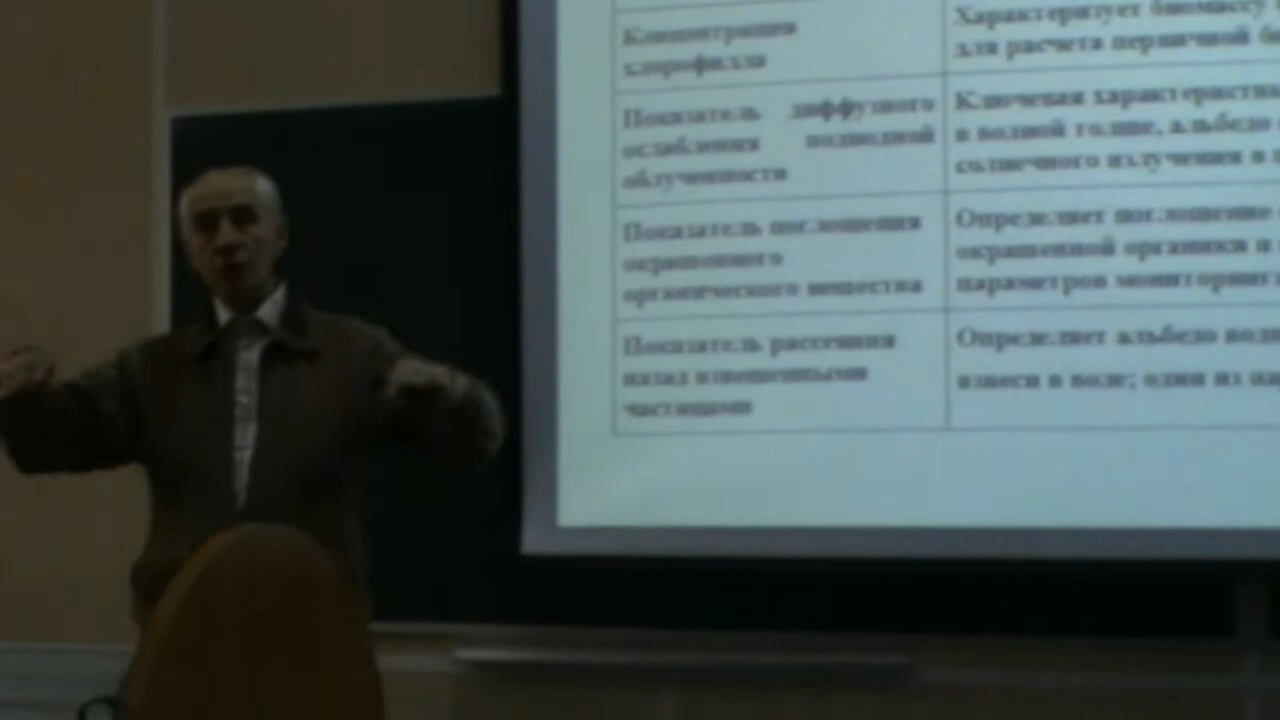 Концентрация
хлорофилла
Характеризует биомассу
для расчета первичной
Показатель диффузного
ослабления подводной
облученности
Ключевая характеристика
в водной толще, альбедо
солнечного излучения в
Показатель поглощения
окрашенного
органического вещества
Определяет поглощение
окрашенной органики и
параметров мониторинга
Показатель рассеяния
назад взвешенными
частицами
Определяет альбедо
взвеси в воде; один из